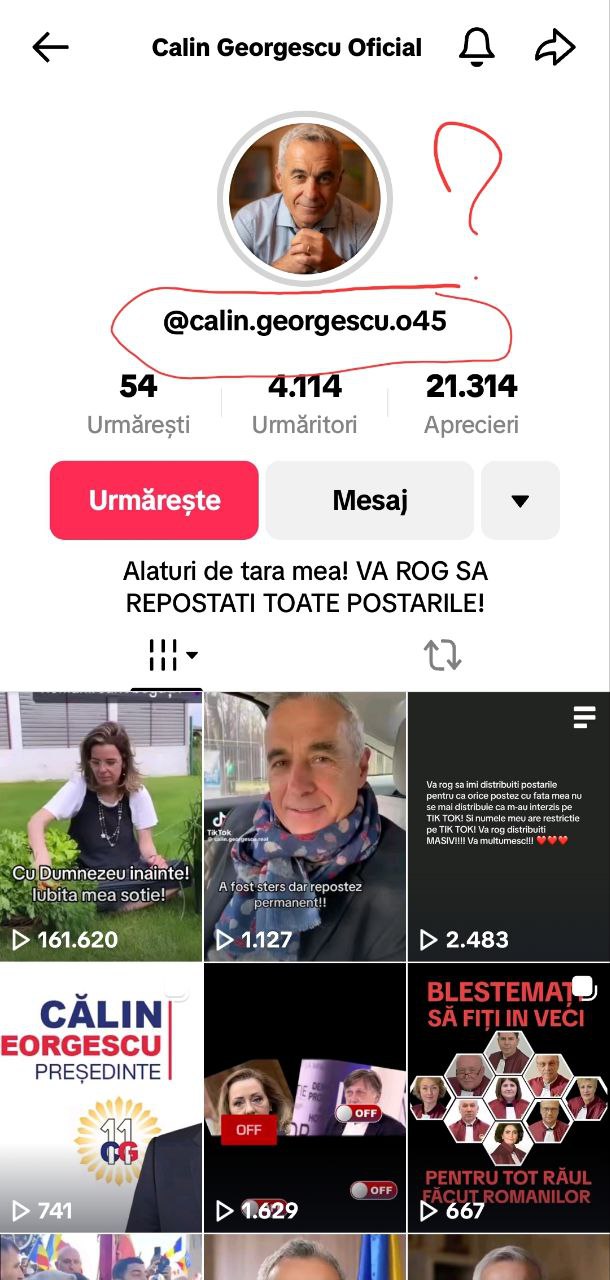 Calin Georgescu Oficial
@calin.georgescu.o45
54
4.114
21.314
Urmărești
Urmăritori
Aprecieri
Urmărește
Mesaj
Alaturi de tara mea! VA ROG SA
REPOSTATI TOATE POSTARILE!
Cu Dumnezeu inainte!
Iubita mea sotie!
161.620
TikTok
@calin.georgescu.real
A fost sters dar repostez
permanent!!
1.127
Va rog sa imi distribuiti postarile
pentru ca orice postez cu fata mea nu
se mai distribuie ca m-au interzis pe
TIK TOK! Si numele meu are restrictie
pe TIK TOK! Va rog distribuiti
MASIV!!!! Va multumesc!!! ❤️❤️❤️
2.483
CĂLIN
EORGESCU
PREȘEDINTE
11
CG
741
OFF
OFF
OFF
1.629
BLESTEMAȚI
SĂ FIȚI IN VECI
PENTRU TOT RĂUL
FĂCUT ROMANILOR
667